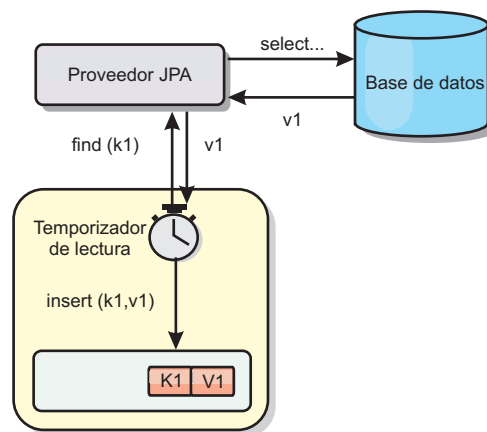 select...
Proveedor JPA
Base de datos
v1
find (k1)
v1
Temporizador
de lectura
insert (k1,v1)
K1 V1